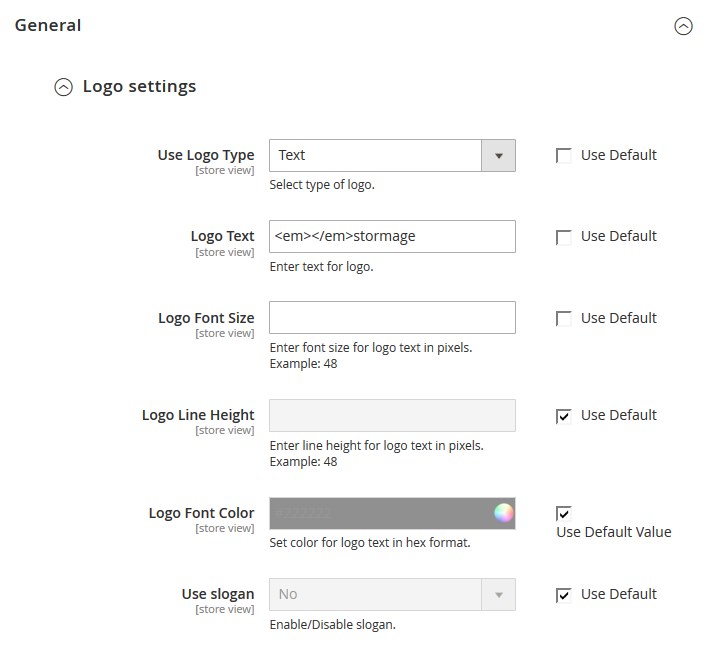 General
Logo settings
Use Logo Type
[store view]
Text
Use Default
Select type of logo.
Logo Text
[store view]
<em></em>stormage
Use Default
Enter text for logo.
Logo Font Size
[store view]
Use Default
Enter font size for logo text in pixels.
Example: 48
Logo Line Height
[store view]
Use Default
Enter line height for logo text in pixels.
Example: 48
Logo Font Color
[store view]
Use Default Value
Set color for logo text in hex format.
Use slogan
[store view]
No
Use Default
Enable/Disable slogan.